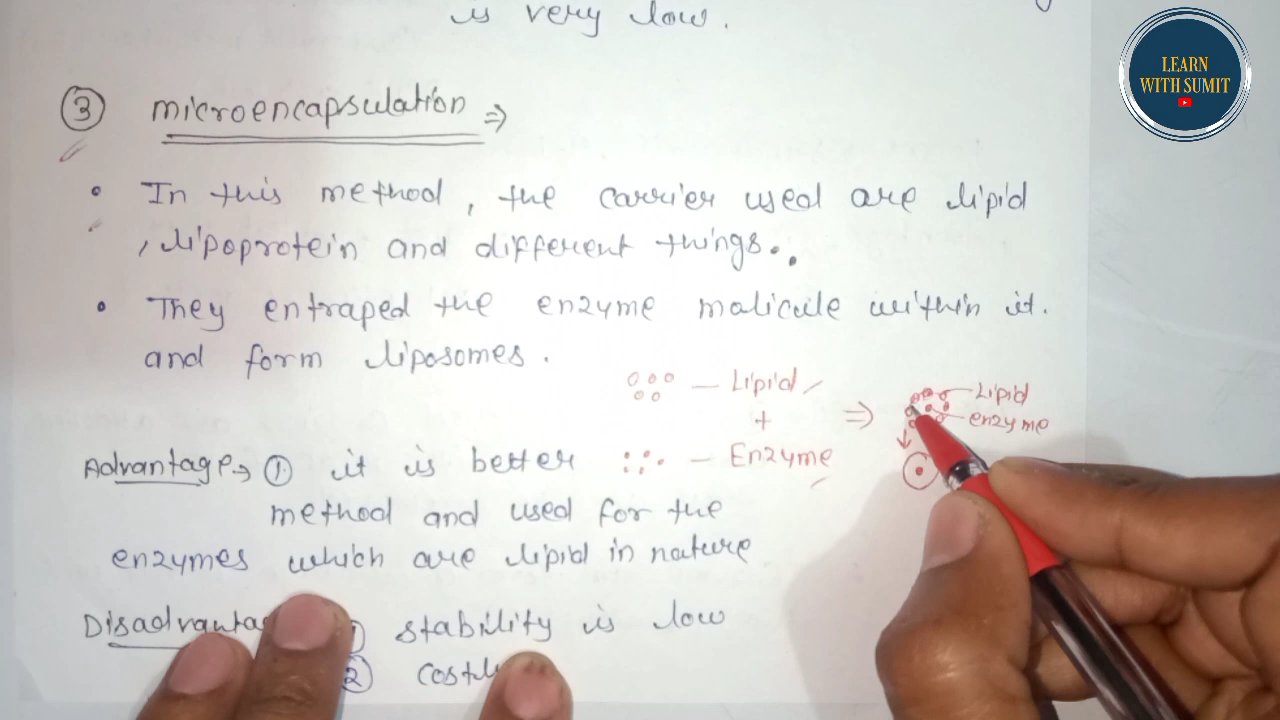 is very low.
LEARN
WITH SUMIT
③ microencapsulation ⇒
• In this method, the carrier used are lipid
, lipoprotein and different things..
• They entraped the enzyme malicule within it.
and form liposomes.
— Lipid
+
— Enzyme
⇒
Lipid
enzyme
Advantage → ① it is better
method and used for the
enzymes which are lipid in nature
Disadvanta ① stability is low
② costly